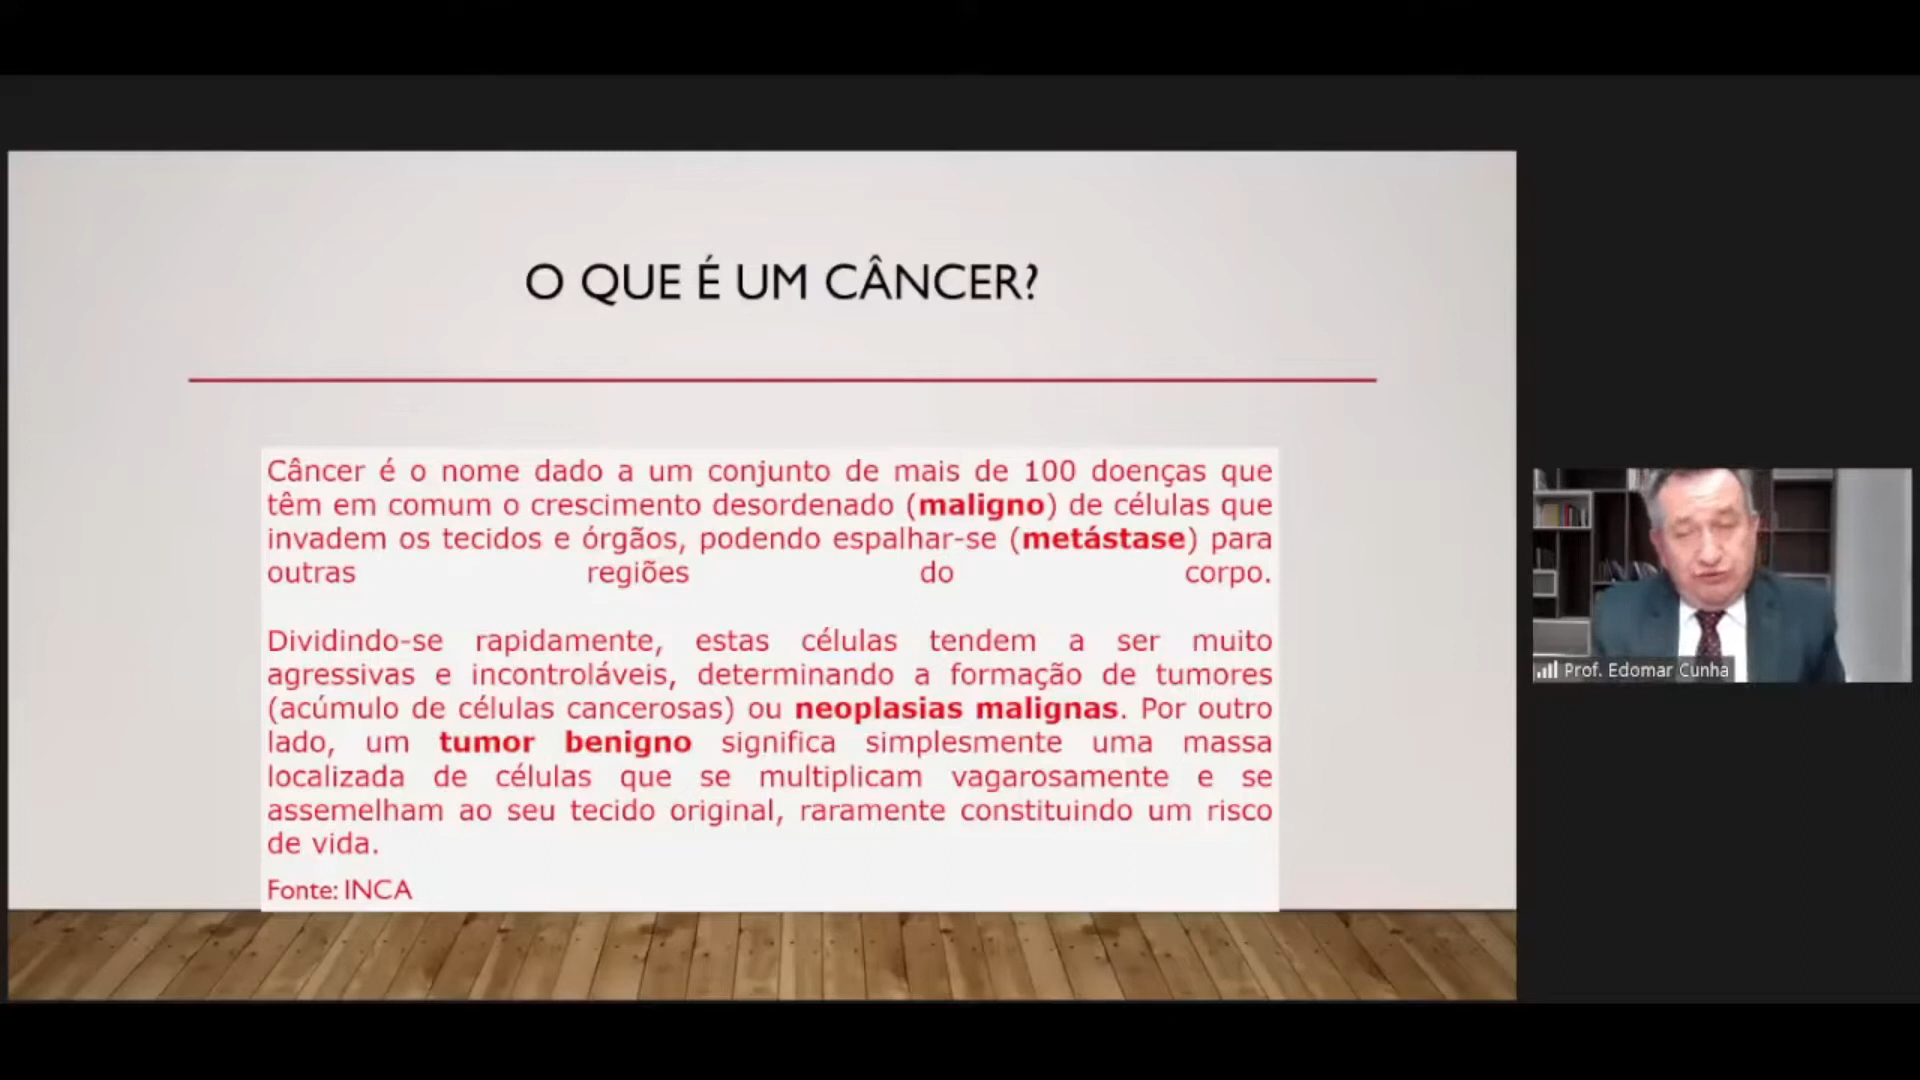 O QUE É UM CÂNCER?
Câncer é o nome dado a um conjunto de mais de 100 doenças que
têm em comum o crescimento desordenado (maligno) de células que
invadem os tecidos e órgãos, podendo espalhar-se (metástase) para
outras regiões do corpo.
Dividindo-se rapidamente, estas células tendem a ser muito
agressivas e incontroláveis, determinando a formação de tumores
(acúmulo de células cancerosas) ou neoplasias malignas. Por outro
lado, um tumor benigno significa simplesmente uma massa
localizada de células que se multiplicam vagarosamente e se
assemelham ao seu tecido original, raramente constituindo um risco
de vida.
Fonte: INCA
Prof. Edomar Cunha